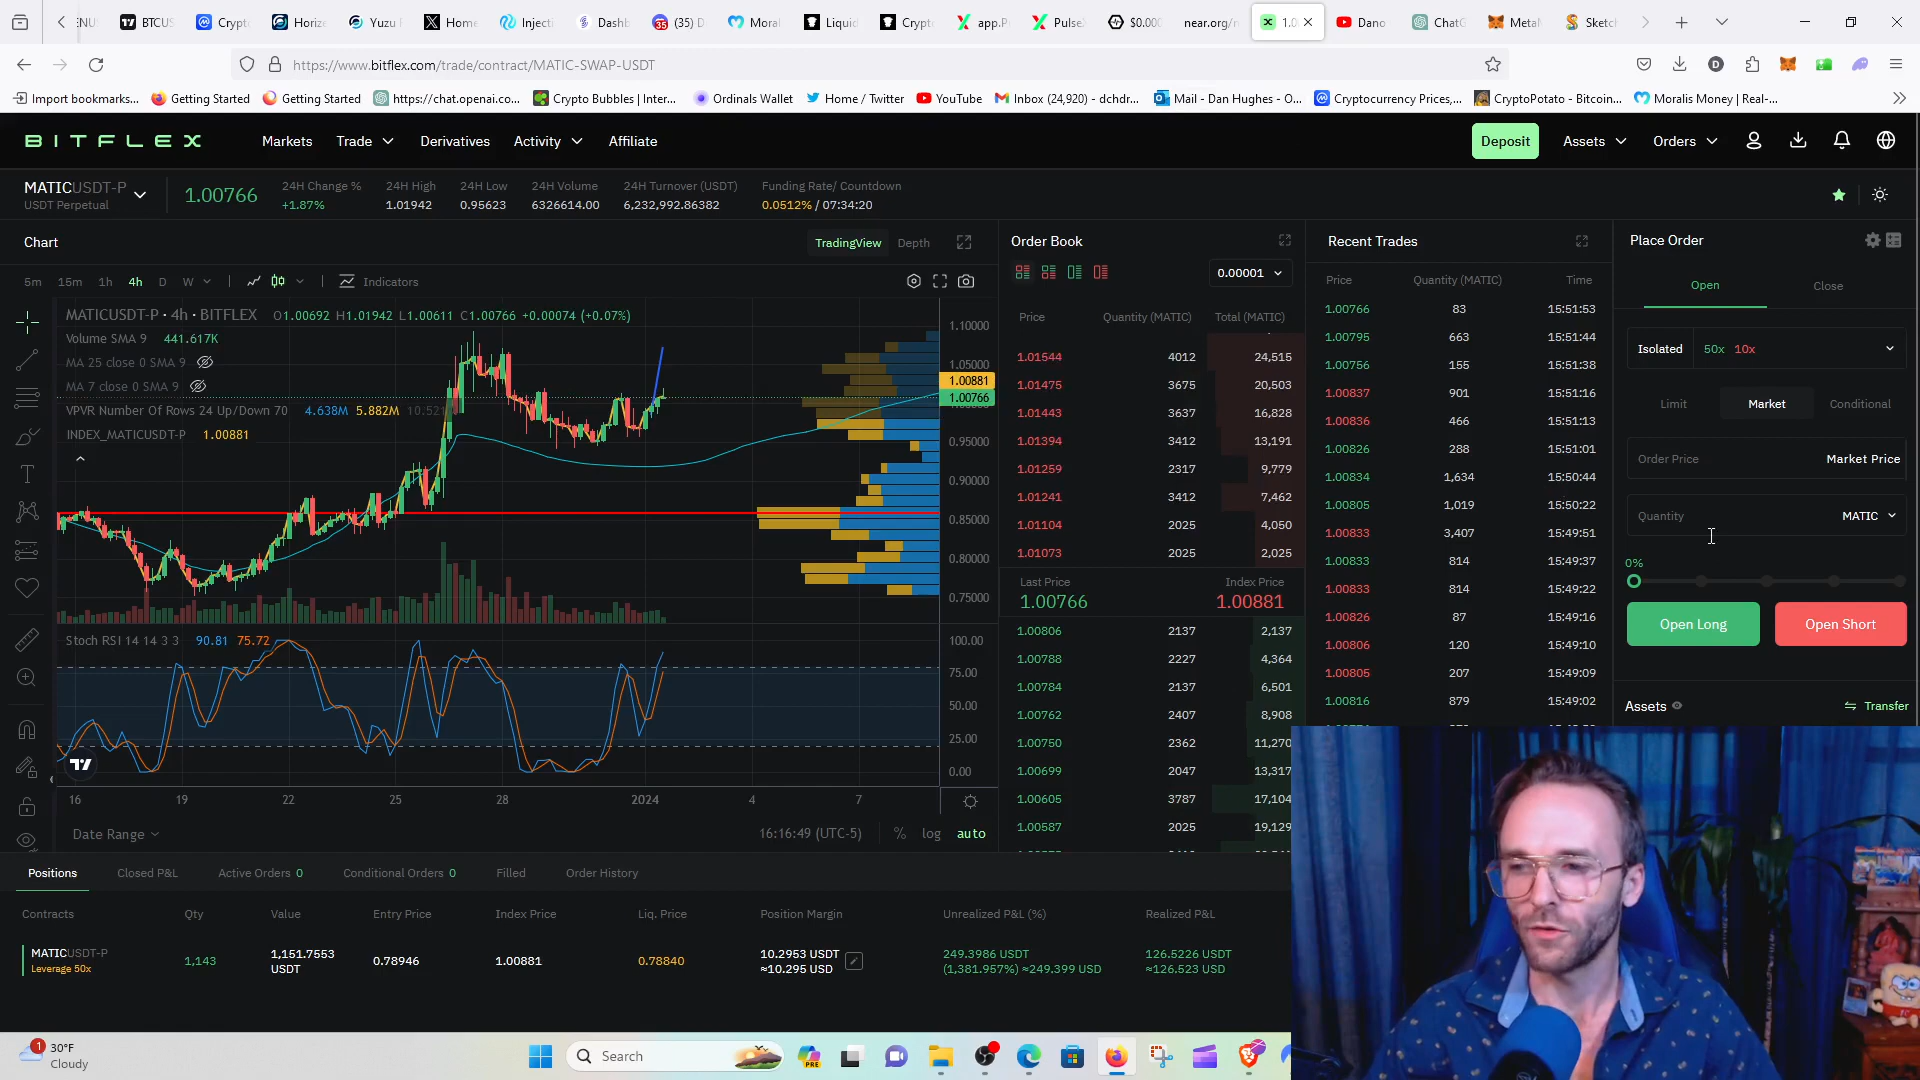 BTCUS
Crypt
Horize
Yuzu
Home
Injecti
Dashb
(35) D
Moral
Liquid
Crypto
app.P
Pulse
$0.000
near.org/n
1.0
Dano
ChatG
Meta
Sketch
https://www.bitflex.com/trade/contract/MATIC-SWAP-USDT
Import bookmarks...
Getting Started
Getting Started
https://chat.openai.co...
Crypto Bubbles | Inter...
Ordinals Wallet
Home / Twitter
YouTube
Inbox (24,920) - dchdr...
Mail - Dan Hughes - O...
Cryptocurrency Prices,...
CryptoPotato - Bitcoin...
Moralis Money | Real-...
BITFLEX
Markets
Trade
Derivatives
Activity
Affiliate
Deposit
Assets
Orders
MATICUSDT-P
USDT Perpetual
1.00766
24H Change %
+1.87%
24H High
1.01942
24H Low
0.95623
24H Volume
6326614.00
24H Turnover (USDT)
6,232,992.86382
Funding Rate/ Countdown
0.0512% / 07:34:20
Chart
TradingView
Depth
5m 15m 1h 4h D W
Indicators
MATICUSDT-P · 4h · BITFLEX O1.00692 H1.01942 L1.00611 C1.00766 +0.00074 (+0.07%)
Volume SMA 9 441.617K
MA 25 close 0 SMA 9
MA 7 close 0 SMA 9
VPVR Number Of Rows 24 Up/Down 70 4.638M 5.882M
INDEX_MATICUSDT-P 1.00881
1.10000
1.05000
1.00881
1.00766
0.95000
0.90000
0.85000
0.80000
0.75000
Stoch RSI 14 14 3 3 90.81 75.72
100.00
75.00
50.00
25.00
0.00
16 19 22 25 28 2024 4 7
Date Range
16:16:49 (UTC-5)
% log auto
Order Book
0.00001
Price Quantity (MATIC) Total (MATIC)
1.01544 4012 24,515
1.01475 3675 20,503
1.01443 3637 16,828
1.01394 3412 13,191
1.01259 2317 9,779
1.01241 3412 7,462
1.01104 2025 4,050
1.01073 2025 2,025
Last Price Index Price
1.00766 1.00881
1.00806 2137 2,137
1.00788 2227 4,364
1.00784 2137 6,501
1.00762 2407 8,908
1.00750 2362 11,270
1.00699 2047 13,317
1.00605 3787 17,104
1.00587 2025 19,129
Recent Trades
Price Quantity (MATIC) Time
1.00766 83 15:51:53
1.00795 663 15:51:44
1.00756 155 15:51:38
1.00837 901 15:51:16
1.00836 466 15:51:13
1.00826 288 15:51:01
1.00834 1,634 15:50:44
1.00805 1,019 15:50:22
1.00833 3,407 15:49:51
1.00833 814 15:49:37
1.00833 814 15:49:22
1.00826 87 15:49:16
1.00806 120 15:49:10
1.00805 207 15:49:09
1.00816 879 15:49:02
Place Order
Open Close
Isolated 50x 10x
Limit Market Conditional
Order Price Market Price
Quantity MATIC
0%
Open Long
Open Short
Assets
Transfer
Positions
Closed P&L
Active Orders 0
Conditional Orders 0
Filled
Order History
Contracts Qty Value Entry Price Index Price Liq. Price Position Margin Unrealized P&L (%) Realized P&L
MATICUSDT-P 1,143 1,151.7553 0.78946 1.00881 0.78840 10.2953 USDT 249.3986 USDT 126.5226 USDT
Leverage 50x USDT ≈10.295 USD (1,381.957%) ≈249.399 USD ≈126.523 USD
1
30°F
Cloudy
Search
PRE